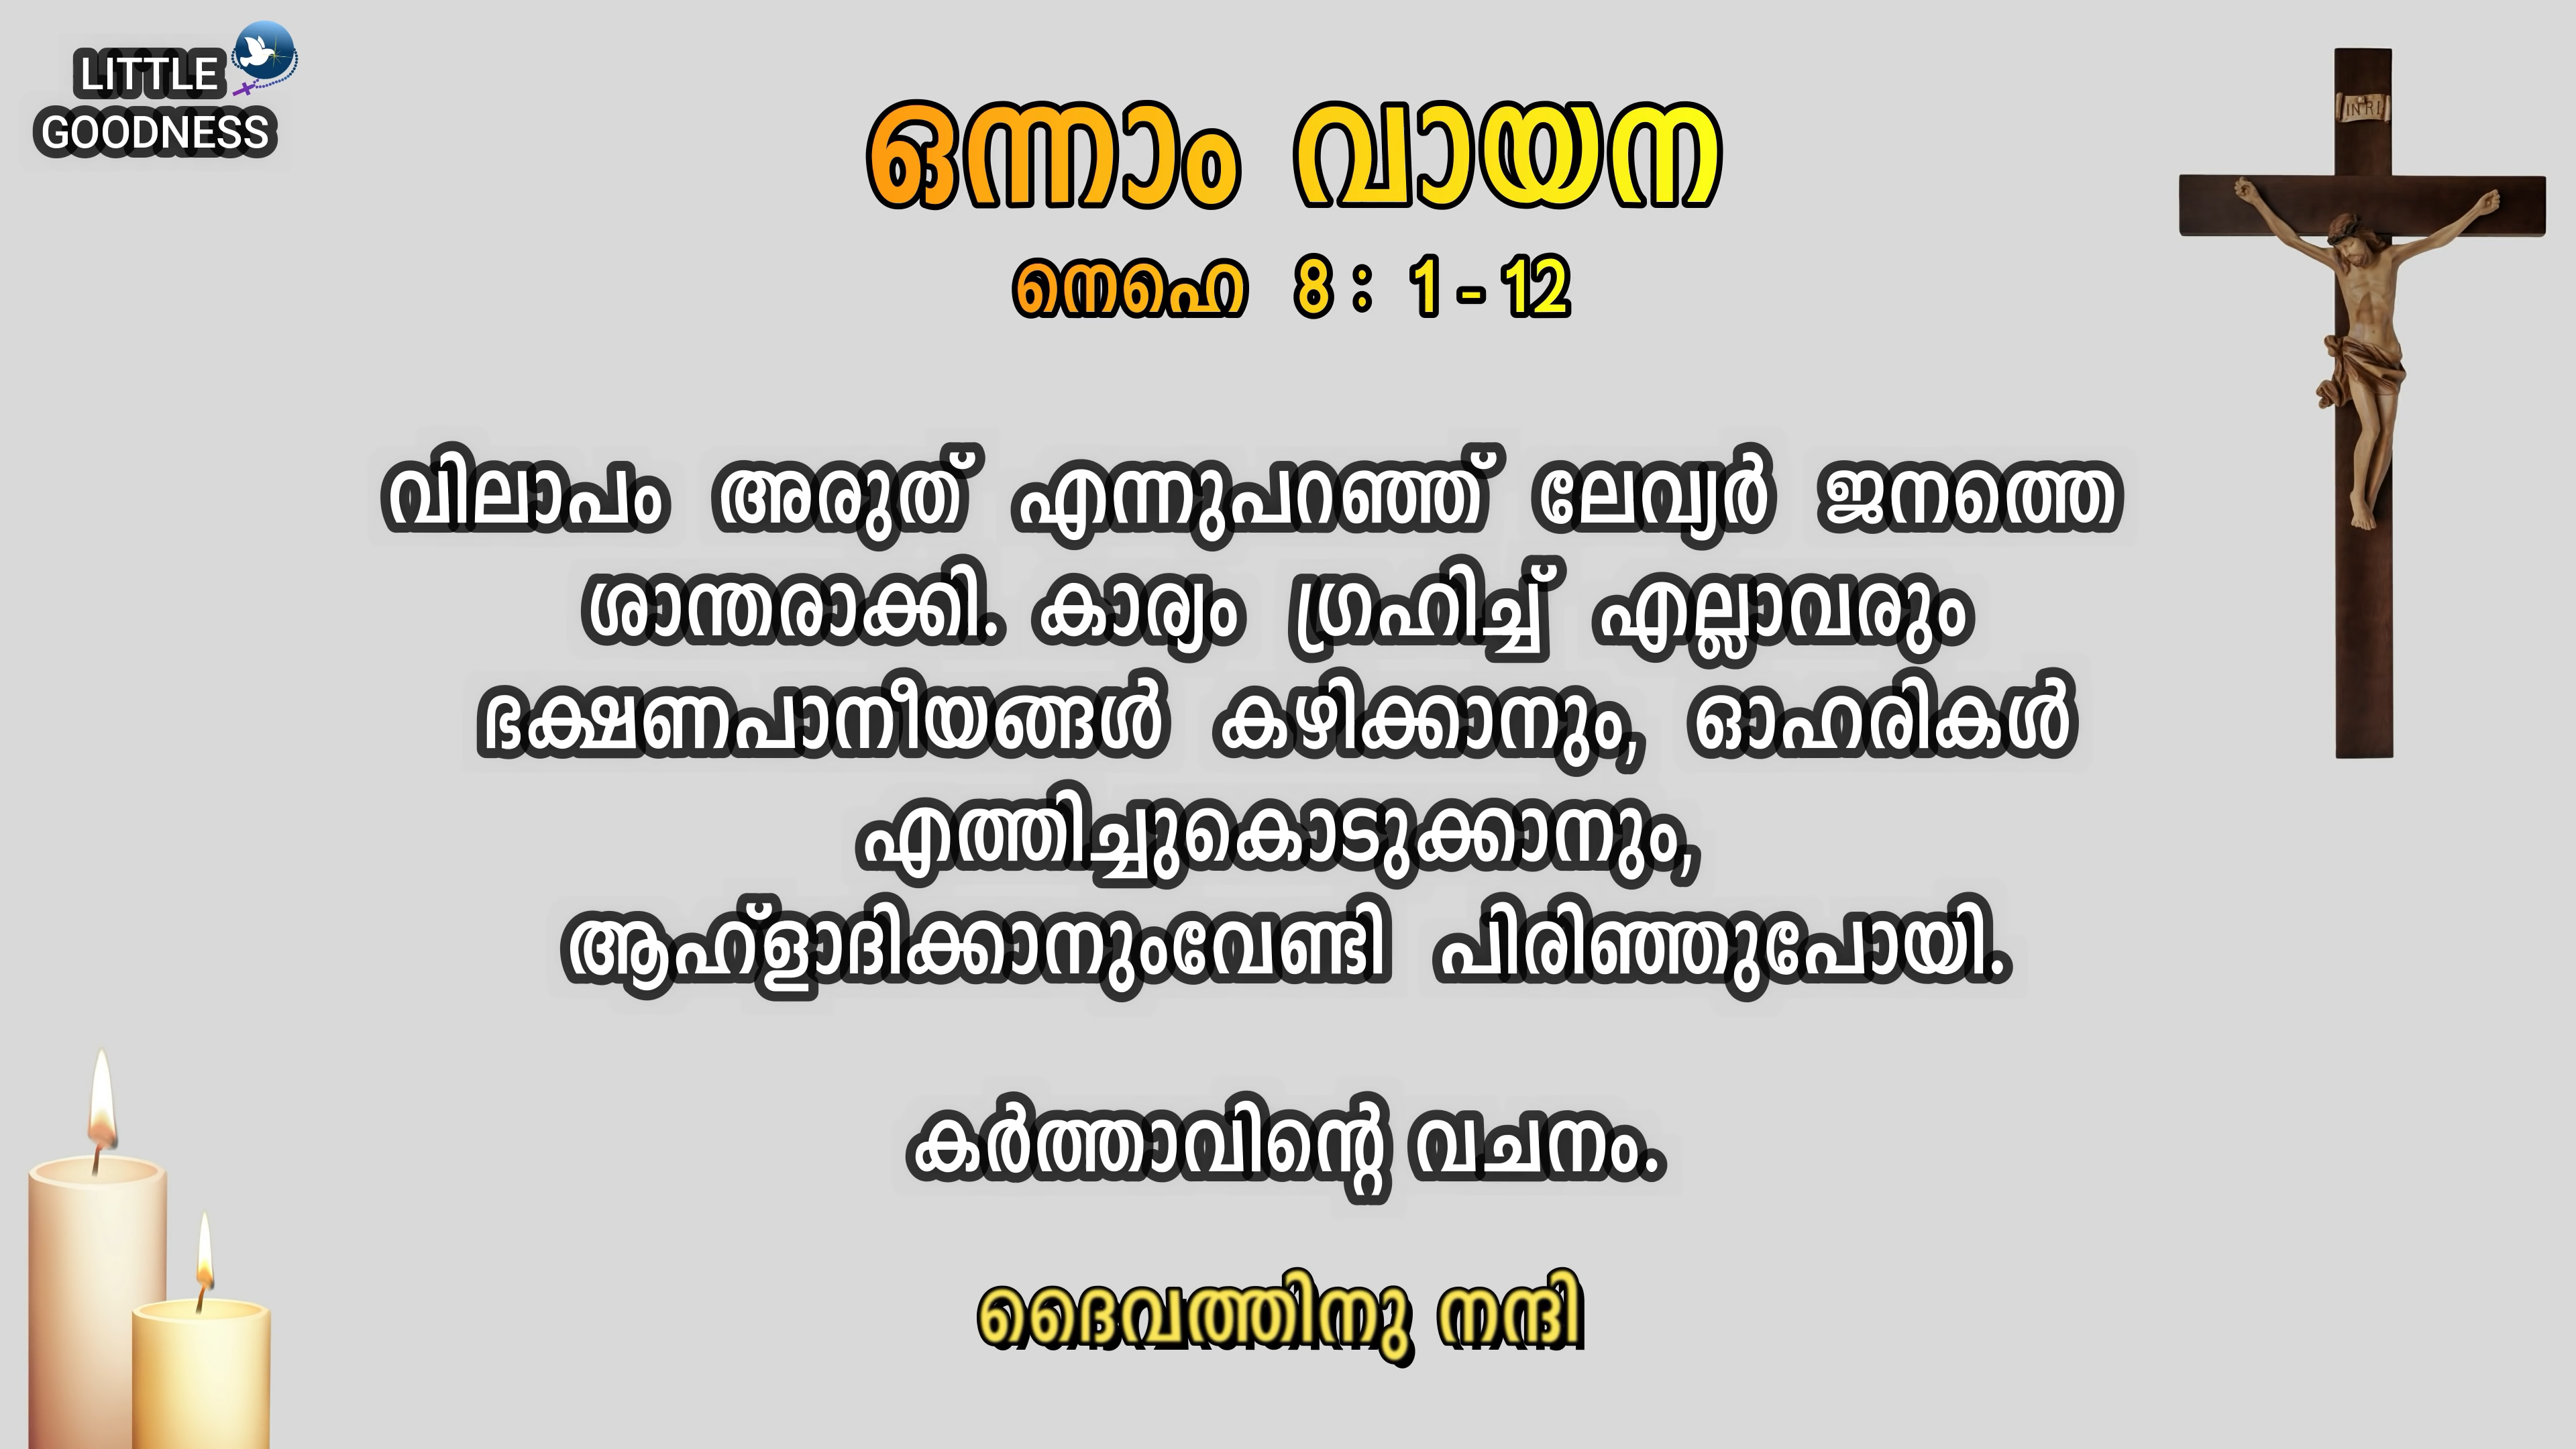 LITTLE
GOODNESS
ഒന്നാം വായന
നെഹെ 8 : 1 - 12
INRI
വിലാപം അരുത് എന്നുപറഞ്ഞ് ലേവ്യർ ജനത്തെ
ശാന്തരാക്കി. കാര്യം ഗ്രഹിച്ച് എല്ലാവരും
ഭക്ഷണപാനീയങ്ങൾ കഴിക്കാനും, ഓഹരികൾ
എത്തിച്ചുകൊടുക്കാനും,
ആഹ്ളാദിക്കാനുംവേണ്ടി പിരിഞ്ഞുപോയി.
കർത്താവിന്റെ വചനം.
ദൈവത്തിനു നന്ദി